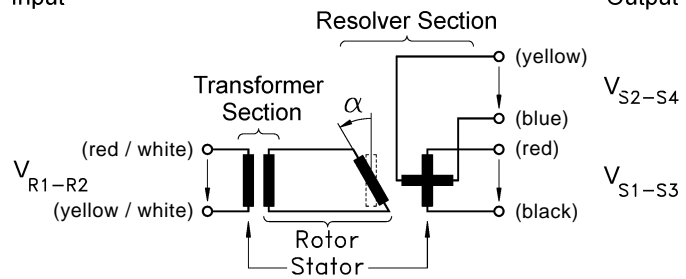 Input
Output
Resolver Section
(yellow)
Transformer
Section
α
V S2-S4
(blue)
(red / white)
(red)
V R1-R2
V S1-S3
(yellow / white)
(black)
Rotor
Stator